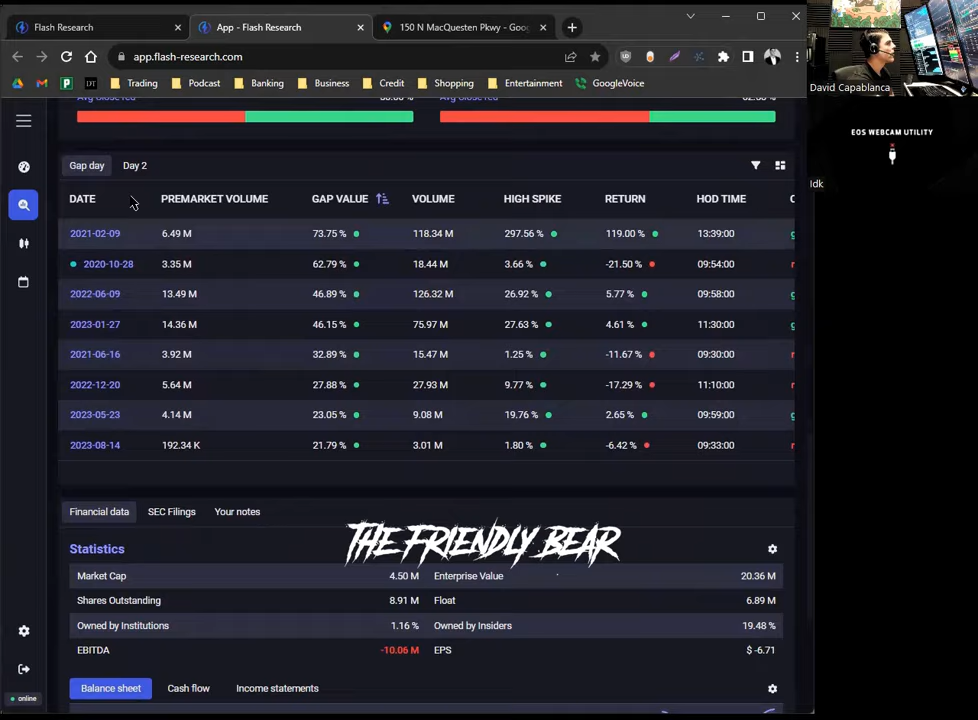 Flash Research
App - Flash Research
150 N MacQuesten Pkwy - Goo
app.flash-research.com
Trading
Podcast
Banking
Business
Credit
Shopping
Entertainment
GoogleVoice
David Capablanca
EOS WEBCAM UTILITY
Idk
Gap day Day 2
DATE PREMARKET VOLUME GAP VALUE VOLUME HIGH SPIKE RETURN HOD TIME
2021-02-09 6.49 M 73.75 % 118.34 M 297.56 % 119.00 % 13:39:00
2020-10-28 3.35 M 62.79 % 18.44 M 3.66 % -21.50 % 09:54:00
2022-06-09 13.49 M 46.89 % 126.32 M 26.92 % 5.77 % 09:58:00
2023-01-27 14.36 M 46.15 % 75.97 M 27.63 % 4.61 % 11:30:00
2021-06-16 3.92 M 32.89 % 15.47 M 1.25 % -11.67 % 09:30:00
2022-12-20 5.64 M 27.88 % 27.93 M 9.77 % -17.29 % 11:10:00
2023-05-23 4.14 M 23.05 % 9.08 M 19.76 % 2.65 % 09:59:00
2023-08-14 192.34 K 21.79 % 3.01 M 1.80 % -6.42 % 09:33:00
Financial data SEC Filings Your notes
THE FRIENDLY BEAR
Statistics
Market Cap 4.50 M Enterprise Value 20.36 M
Shares Outstanding 8.91 M Float 6.89 M
Owned by Institutions 1.16 % Owned by Insiders 19.48 %
EBITDA -10.06 M EPS $ -6.71
Balance sheet Cash flow Income statements
online